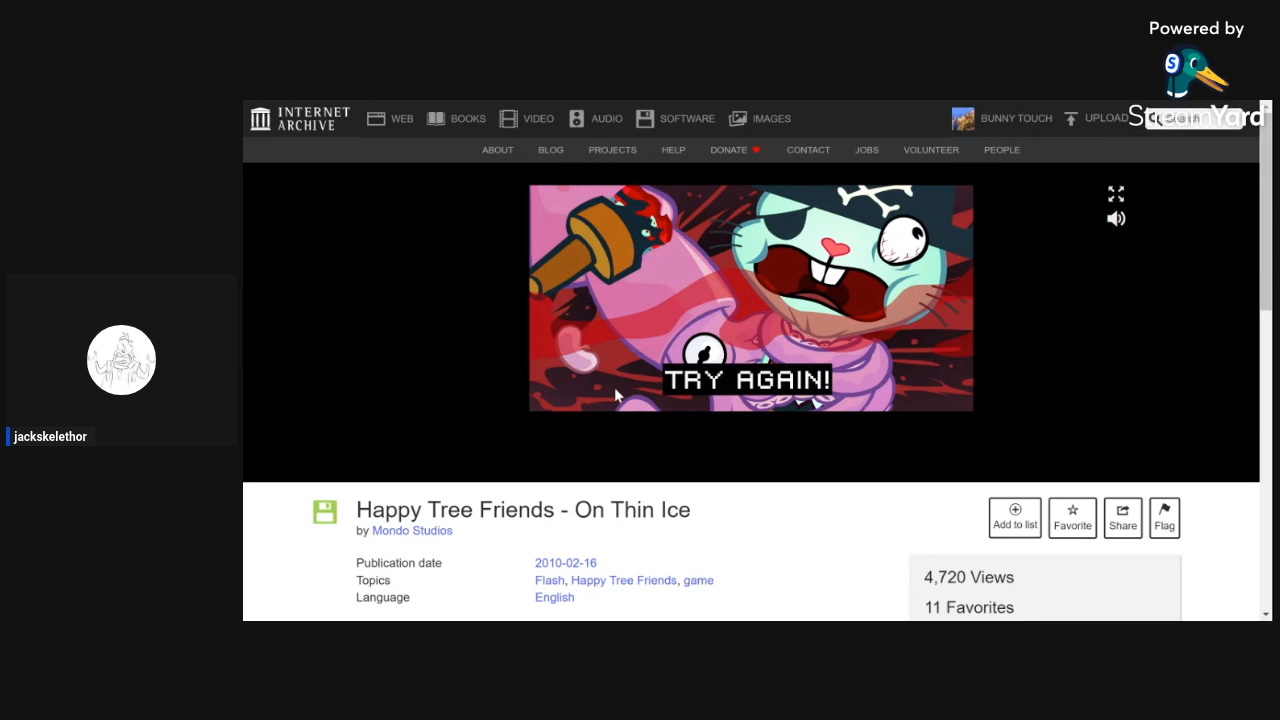 Powered by
StreamYard
INTERNET ARCHIVE
WEB BOOKS VIDEO AUDIO SOFTWARE IMAGES
BUNNY TOUCH UPLOAD
ABOUT BLOG PROJECTS HELP DONATE CONTACT JOBS VOLUNTEER PEOPLE
TRY AGAIN!
jackskelethor
Happy Tree Friends - On Thin Ice
by Mondo Studios
Add to list Favorite Share Flag
Publication date 2010-02-16
Topics Flash, Happy Tree Friends, game
Language English
4,720 Views
11 Favorites